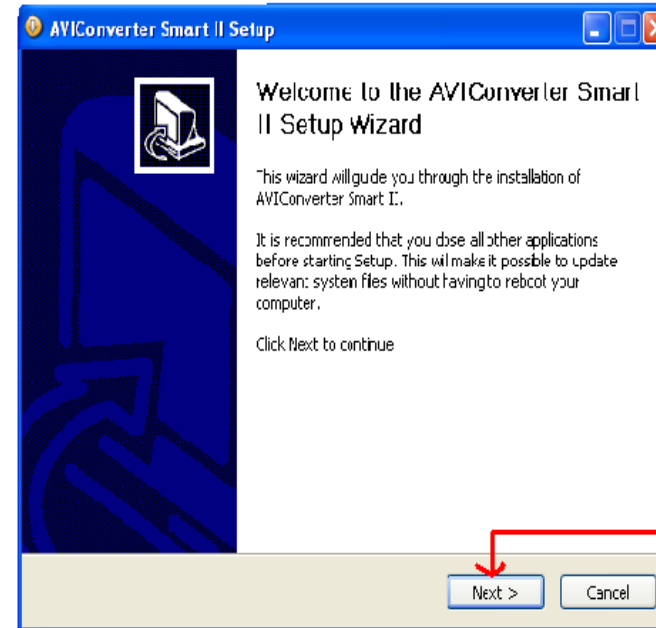 AVIConverter Smart II Setup
Welcome to the AVIConverter Smart
II Setup Wizard
This wizard will guide you through the installation of
AVIConverter Smart II.
It is recommended that you close all other applications
before starting Setup. This will make it possible to update
relevant system files without having to reboot your
computer.
Click Next to continue
Next >
Cancel